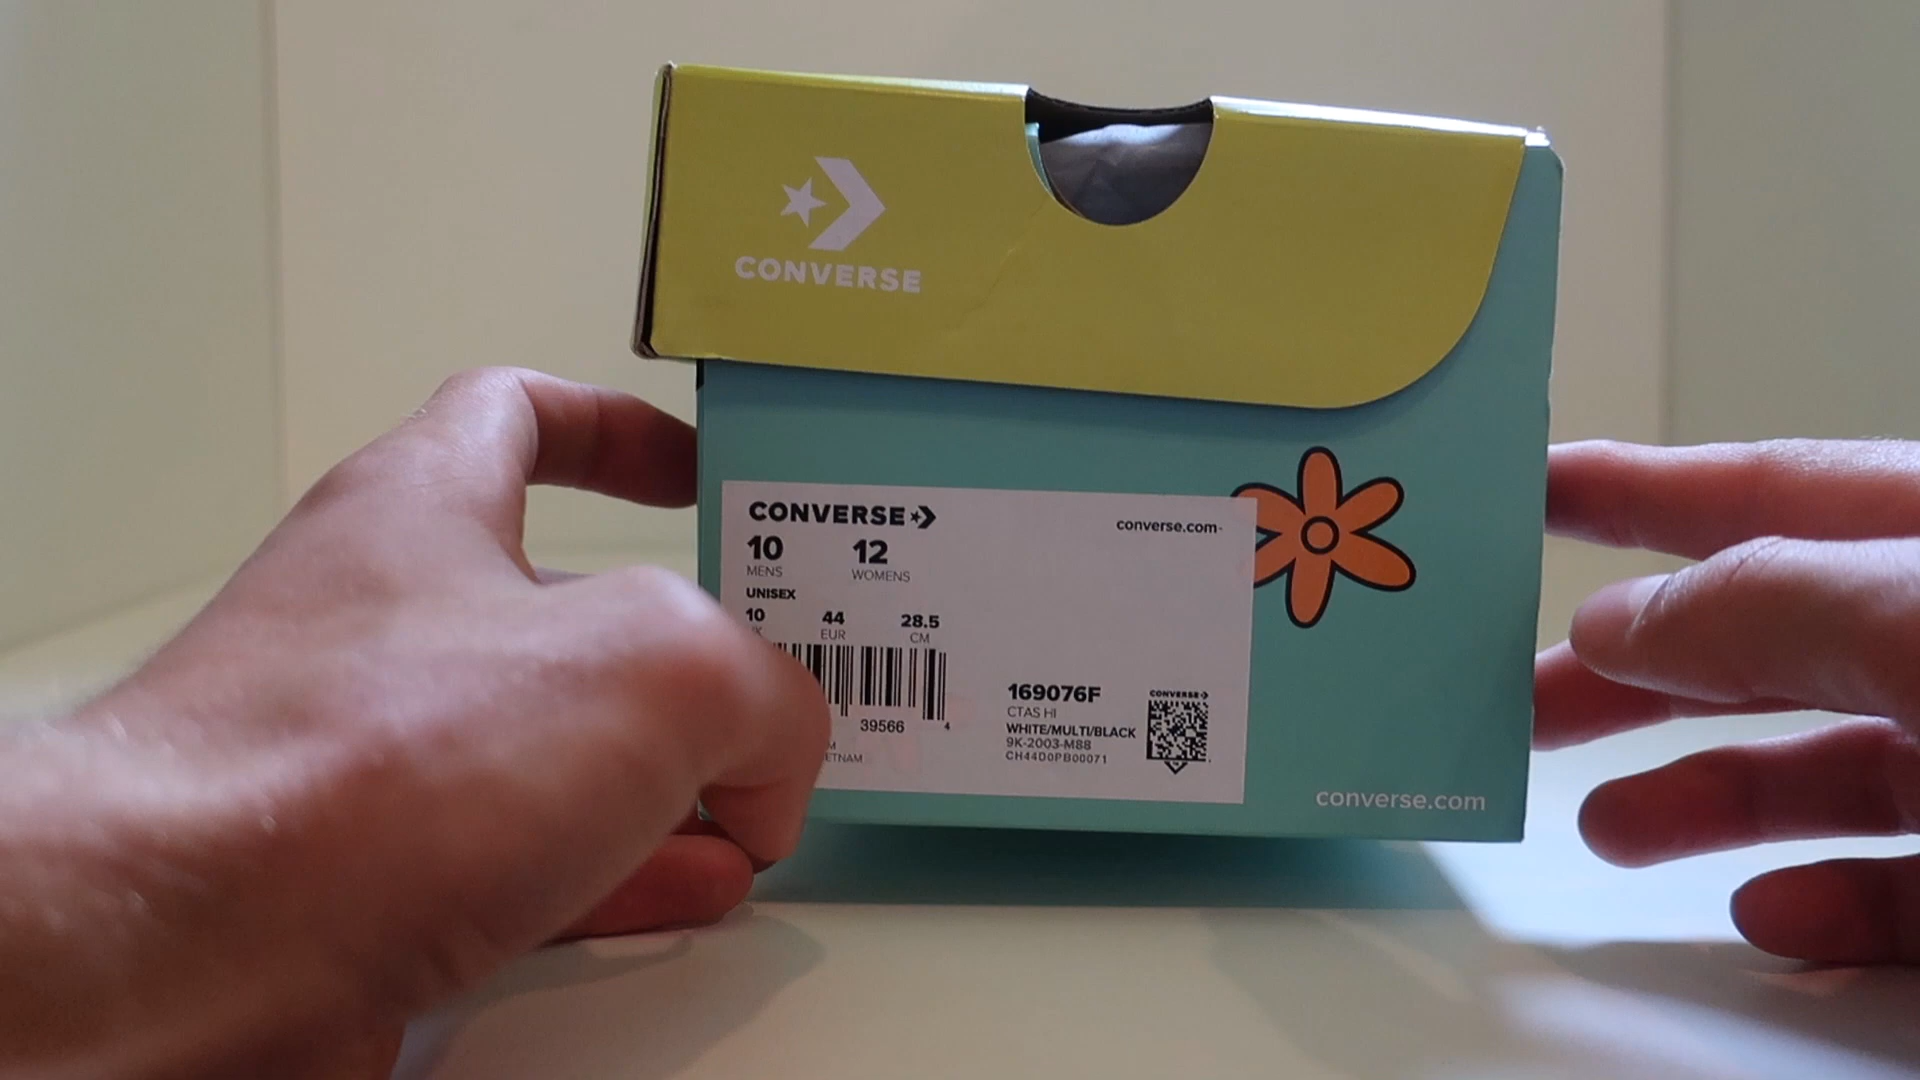 CONVERSE
CONVERSE
converse.com
10 12
MENS WOMENS
UNISEX
10 44 28.5
EUR CM
39566 4
169076F
CTAS HI
WHITE/MULTI/BLACK
9K-2003-M88
CH44D0PB00071
CONVERSE
converse.com